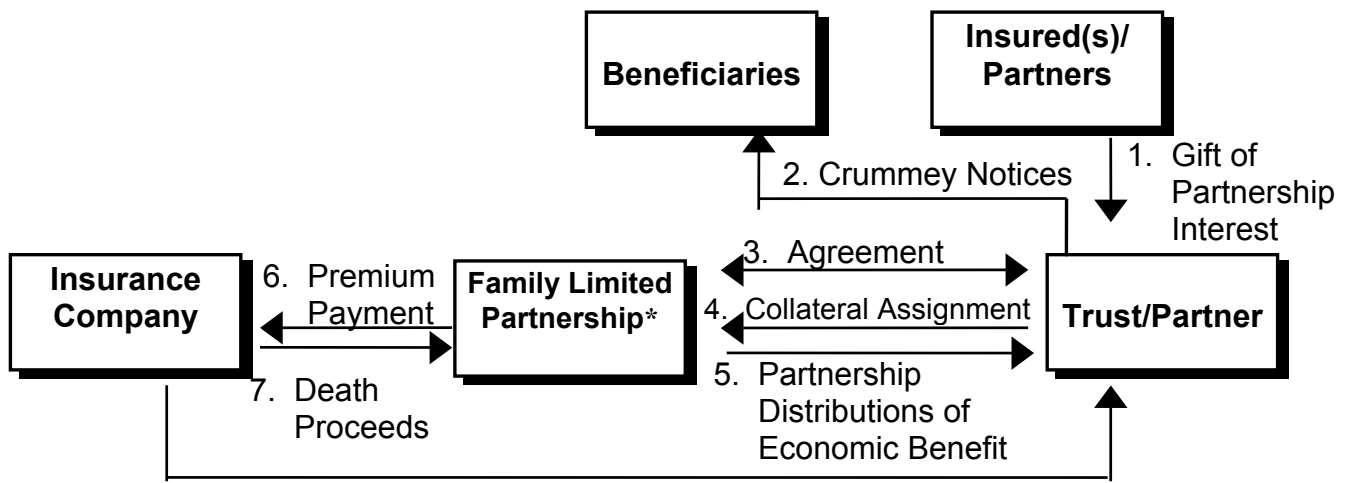 Beneficiaries
Insured(s)/
Partners
1. Gift of
Partnership
Interest
2. Crummey Notices
Insurance
Company
6. Premium
Payment
7. Death
Proceeds
Family Limited
Partnership*
3. Agreement
4. Collateral Assignment
5. Partnership
Distributions of
Economic Benefit
Trust/Partner